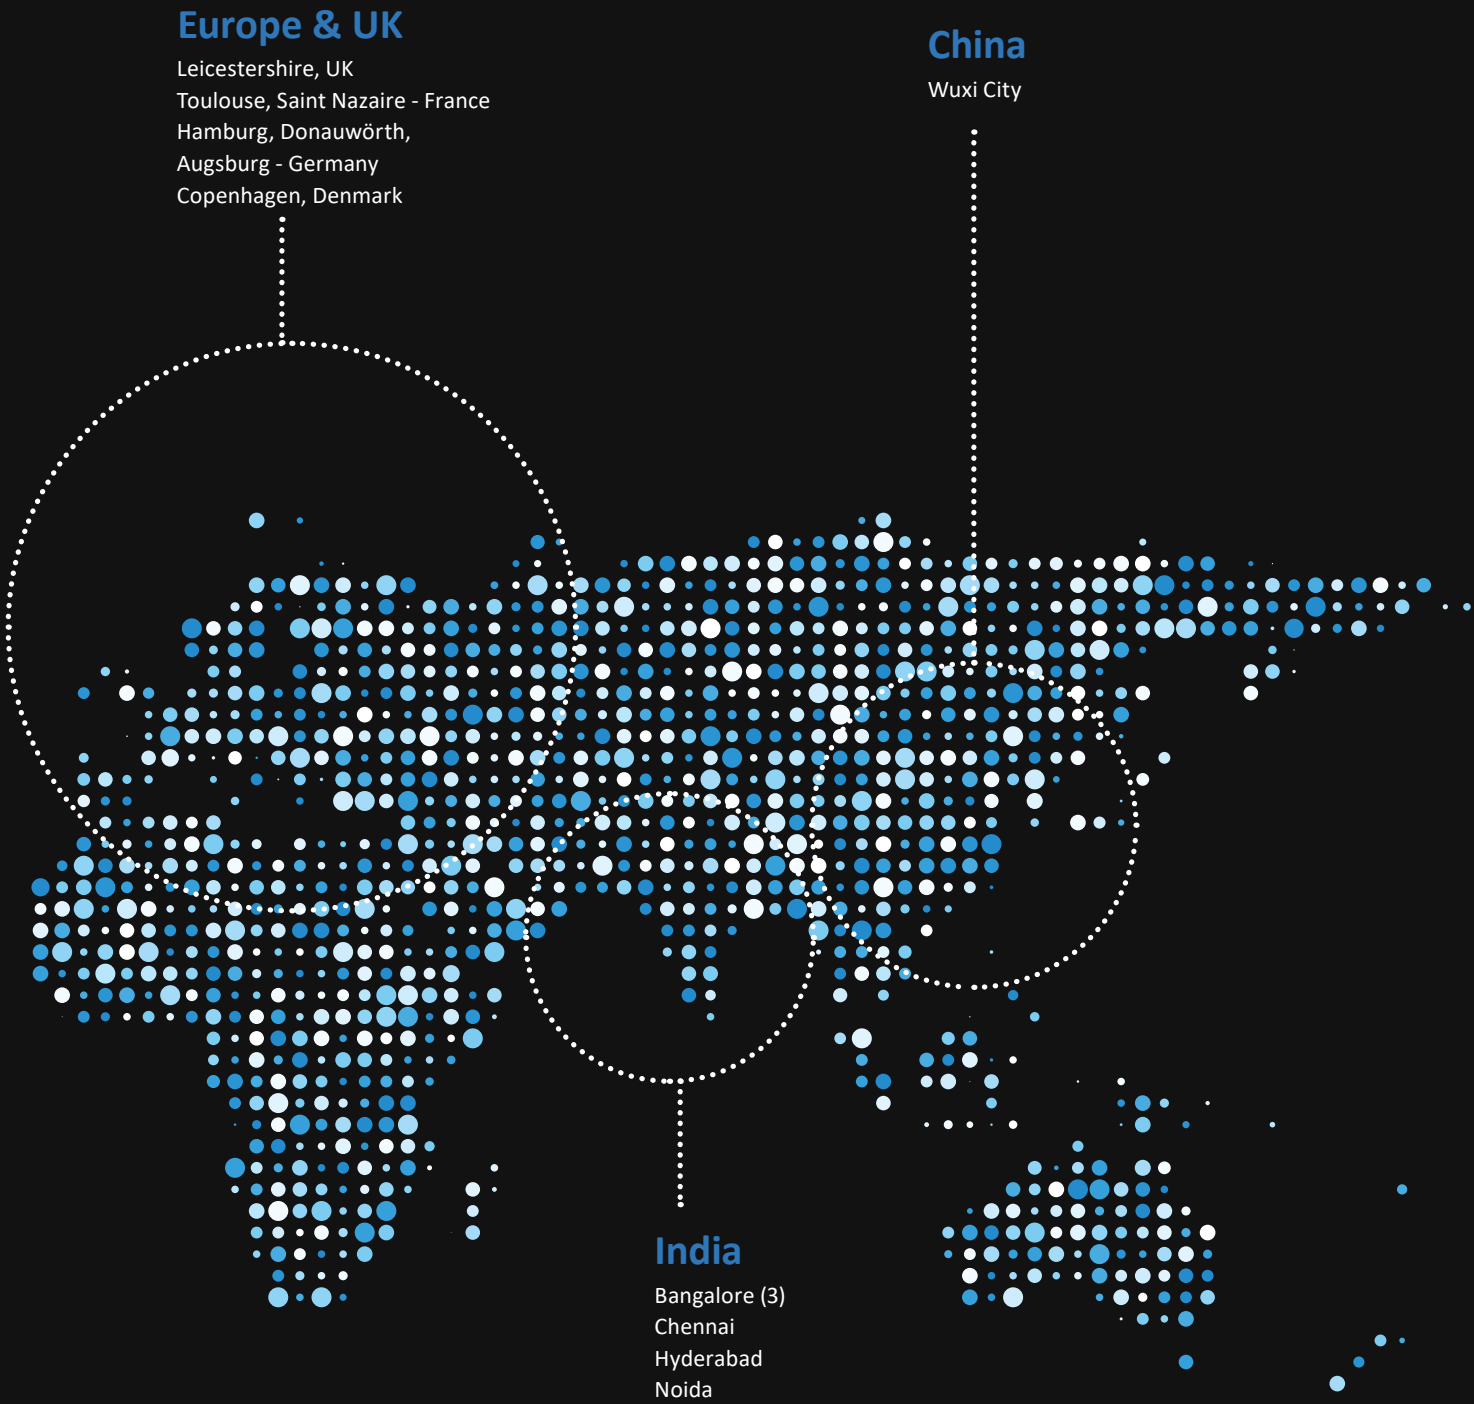 Europe & UK
Leicestershire, UK
Toulouse, Saint Nazaire - France
Hamburg, Donauwörth,
Augsburg - Germany
Copenhagen, Denmark
China
Wuxi City
India
Bangalore (3)
Chennai
Hyderabad
Noida